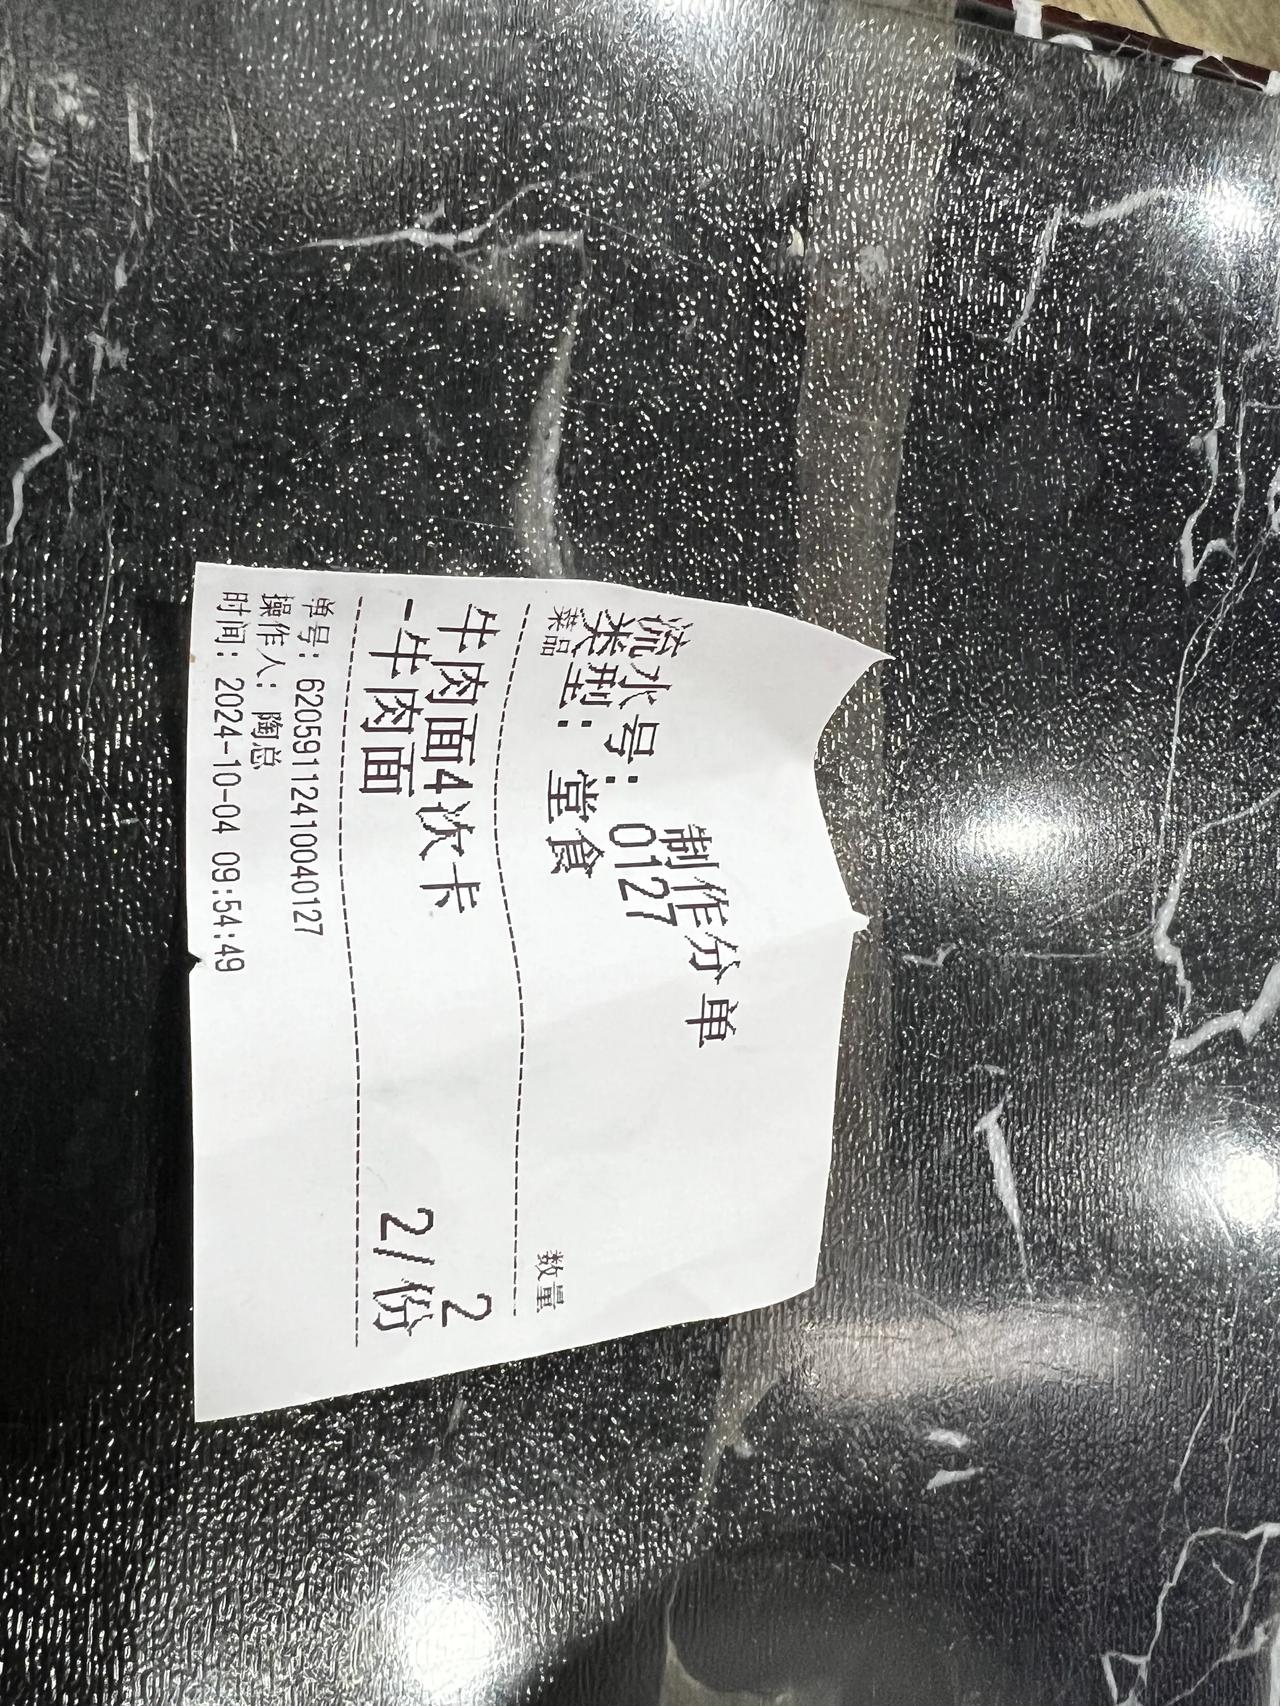 制作分单
流水号: 0127
类型: 堂食
菜品 数量
牛肉面4次卡 2
-牛肉面 2/份
单号: 620591124100400127
操作人: 陶总
时间: 2024-10-04 09:54:49